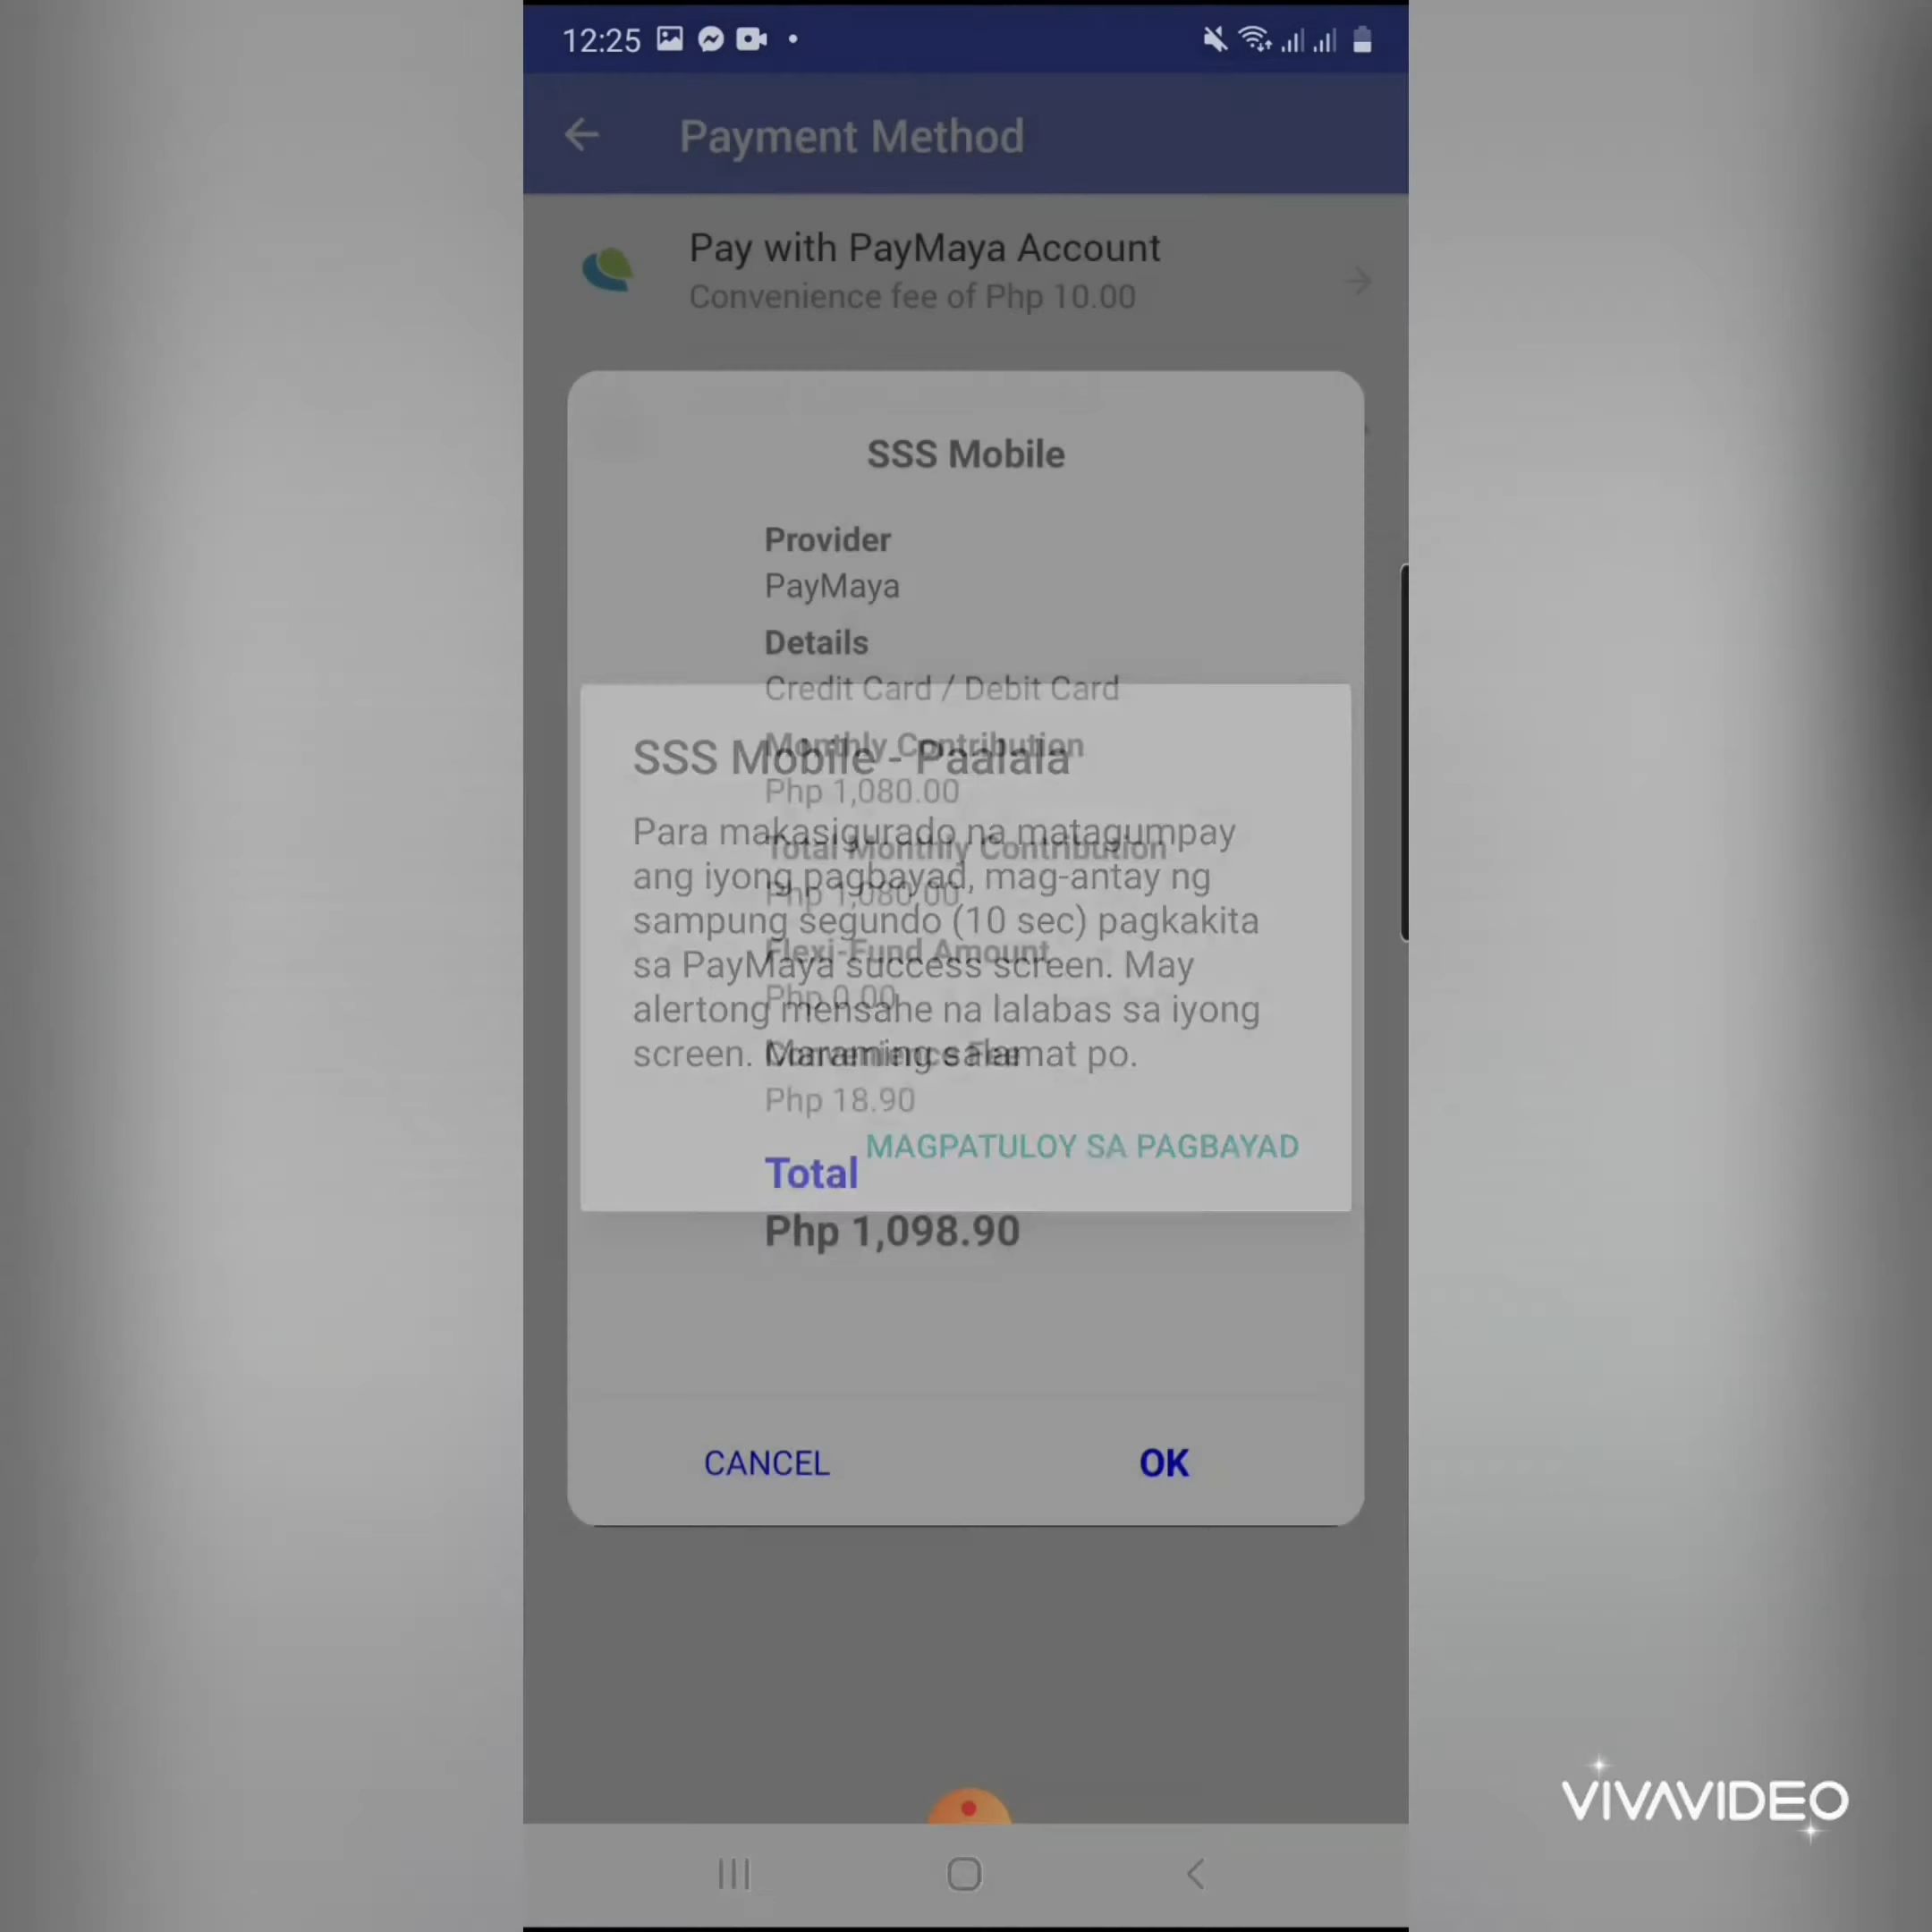 12:25
Payment Method
Pay with PayMaya Account
Convenience fee of Php 10.00
SSS Mobile
Provider
PayMaya
Details
Credit Card / Debit Card
Monthly Contribution
Php 1,080.00
Total Monthly Contribution
Php 1,080.00
Flexi-Fund Amount
Php 0.00
Convenience Fee
Php 18.90
Total
Php 1,098.90
SSS Mobile - Paalala
Para makasigurado na matagumpay
ang iyong pagbayad, mag-antay ng
sampung segundo (10 sec) pagkakita
sa PayMaya success screen. May
alertong mensahe na lalabas sa iyong
screen. Maraming salamat po.
MAGPATULOY SA PAGBAYAD
CANCEL
OK
VIVAVIDEO